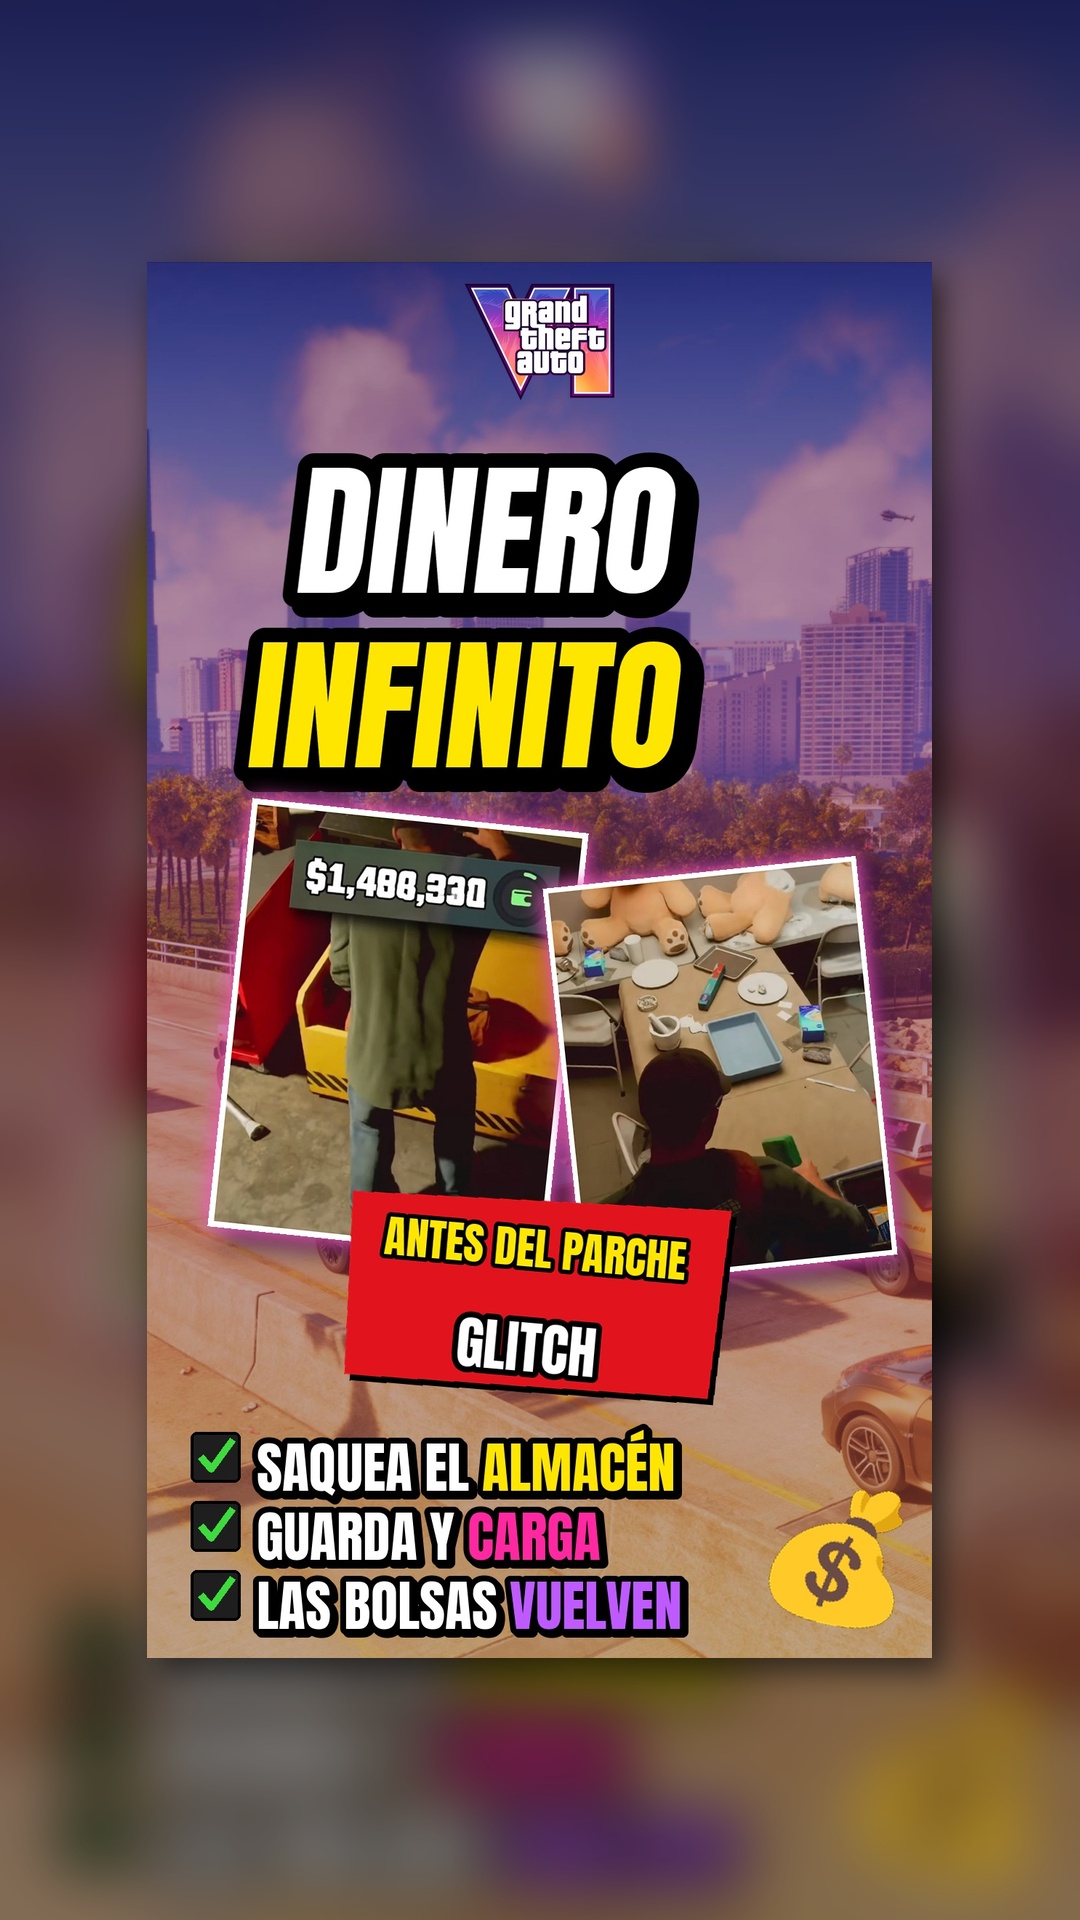 grand
theft
auto
VI
DINERO
INFINITO
$1,488,330
ANTES DEL PARCHE
GLITCH
SAQUEA EL ALMACÉN
GUARDA Y CARGA
LAS BOLSAS VUELVEN
$